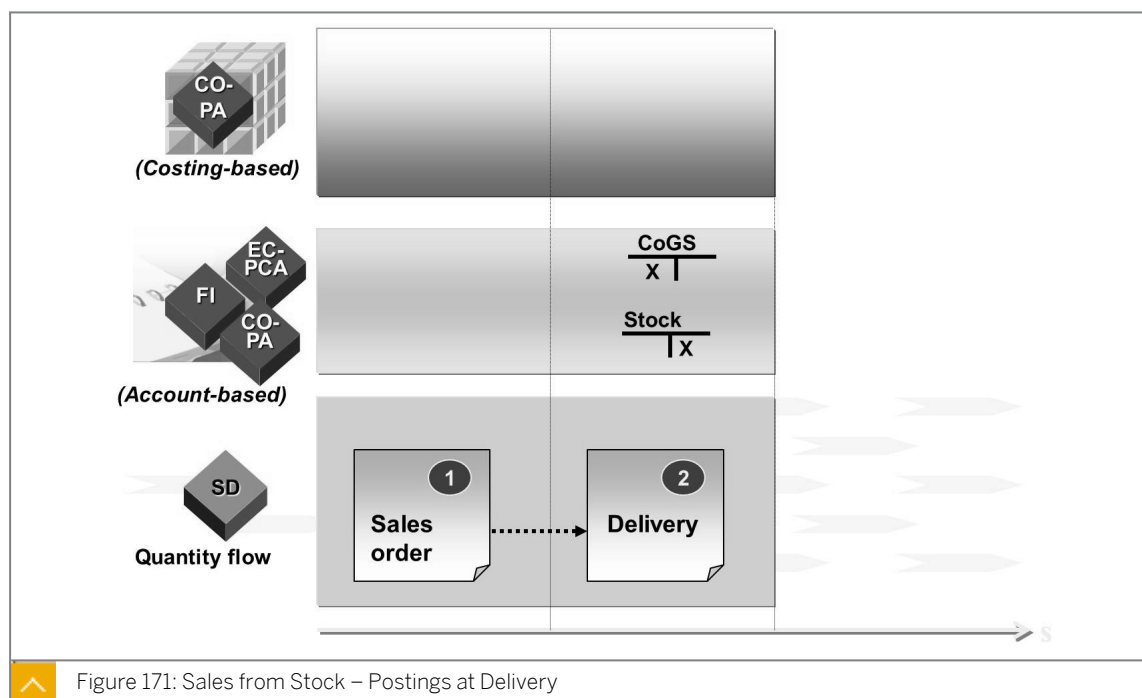 CO-
PA
(Costing-based)
EC-
PCA
FI
CO-
PA
(Account-based)
CoGS
X
Stock
X
SD
Quantity flow
1
Sales
order
2
Delivery
s
Figure 171: Sales from Stock – Postings at Delivery